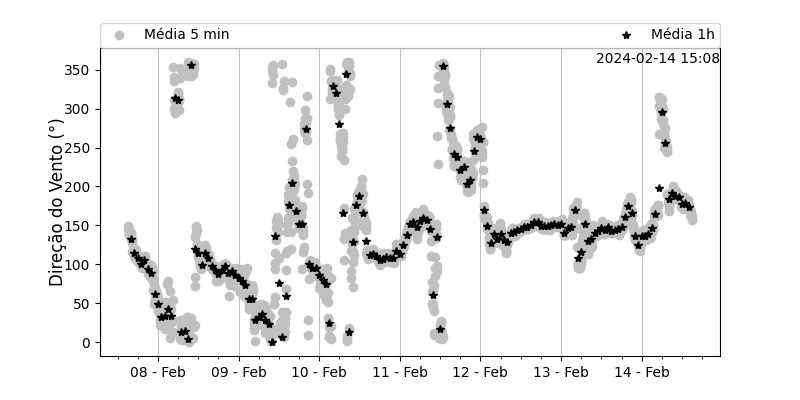 Média 5 min
Média 1h
2024-02-14 15:08
Direção do Vento (°)
350
300
250
200
150
100
50
0
08 - Feb
09 - Feb
10 - Feb
11 - Feb
12 - Feb
13 - Feb
14 - Feb